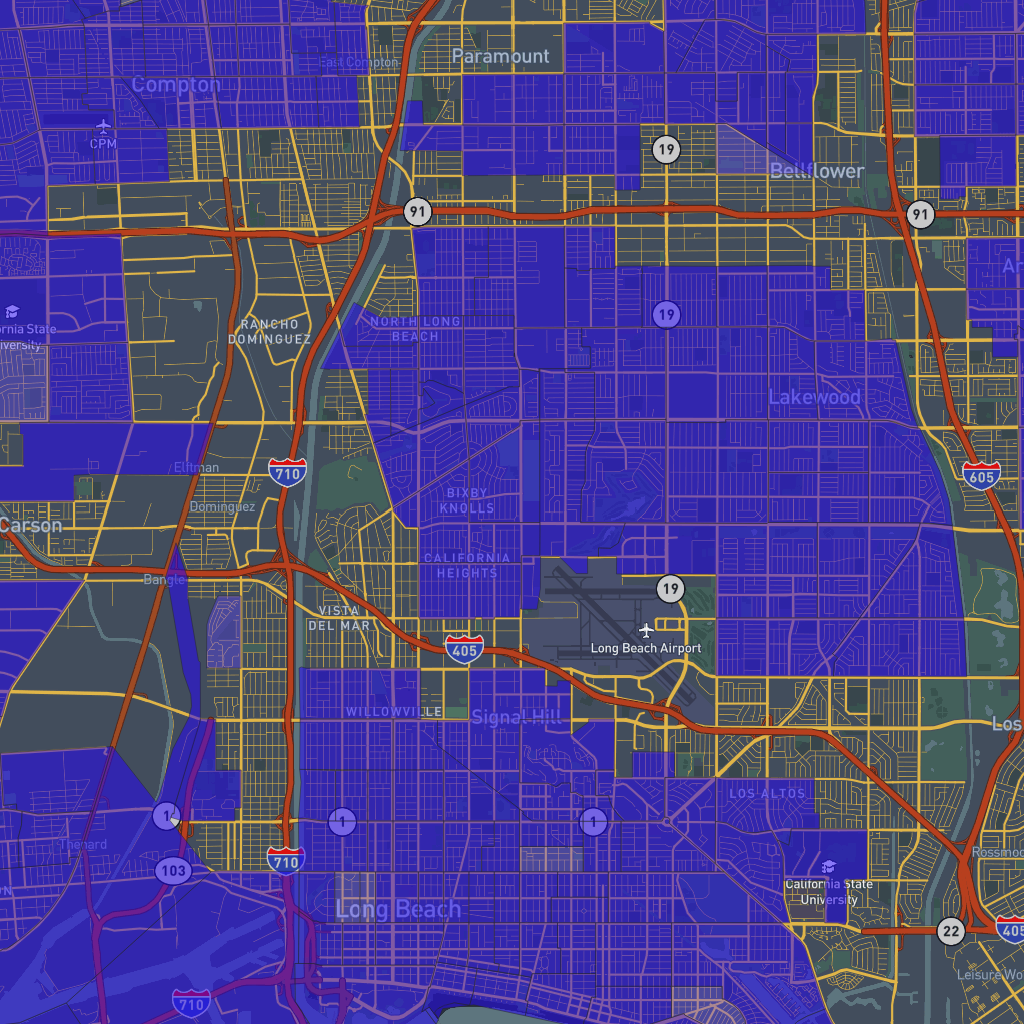 Paramount
East Compton
Compton
CPM
19
Bellflower
91
91
19
RANCHO
DOMINGUEZ
NORTH LONG
BEACH
rnia State
iversity
Lakewood
Elftman
710
605
BIXBY
KNOLLS
Dominguez
Carson
CALIFORNIA
HEIGHTS
Bangle
19
VISTA
DEL MAR
405
Long Beach Airport
WILLOWVILLE
Signal Hill
Los
LOS ALTOS
1
1
1
Thenard
710
103
Rossmoo
California State
University
Long Beach
22
405
Leisure Wo
710